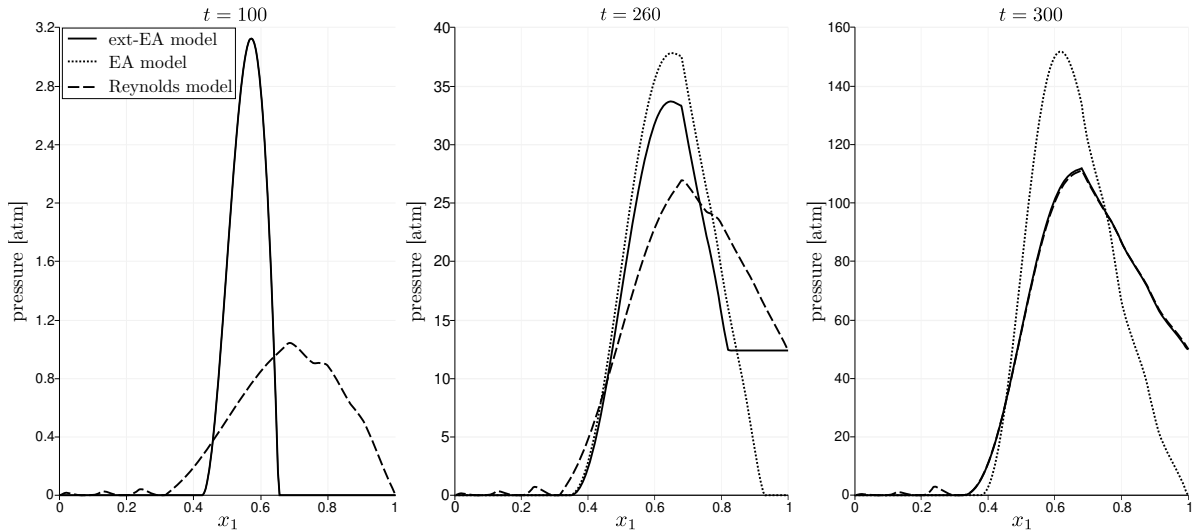 t = 100
t = 260
t = 300
ext-EA model
EA model
Reynolds model
pressure [atm]
3.2
2.8
2.4
2
1.6
1.2
0.8
0.4
0
0 0.2 0.4 0.6 0.8 1
x1
pressure [atm]
40
35
30
25
20
15
10
5
0
0 0.2 0.4 0.6 0.8 1
x1
pressure [atm]
160
140
120
100
80
60
40
20
0
0 0.2 0.4 0.6 0.8 1
x1